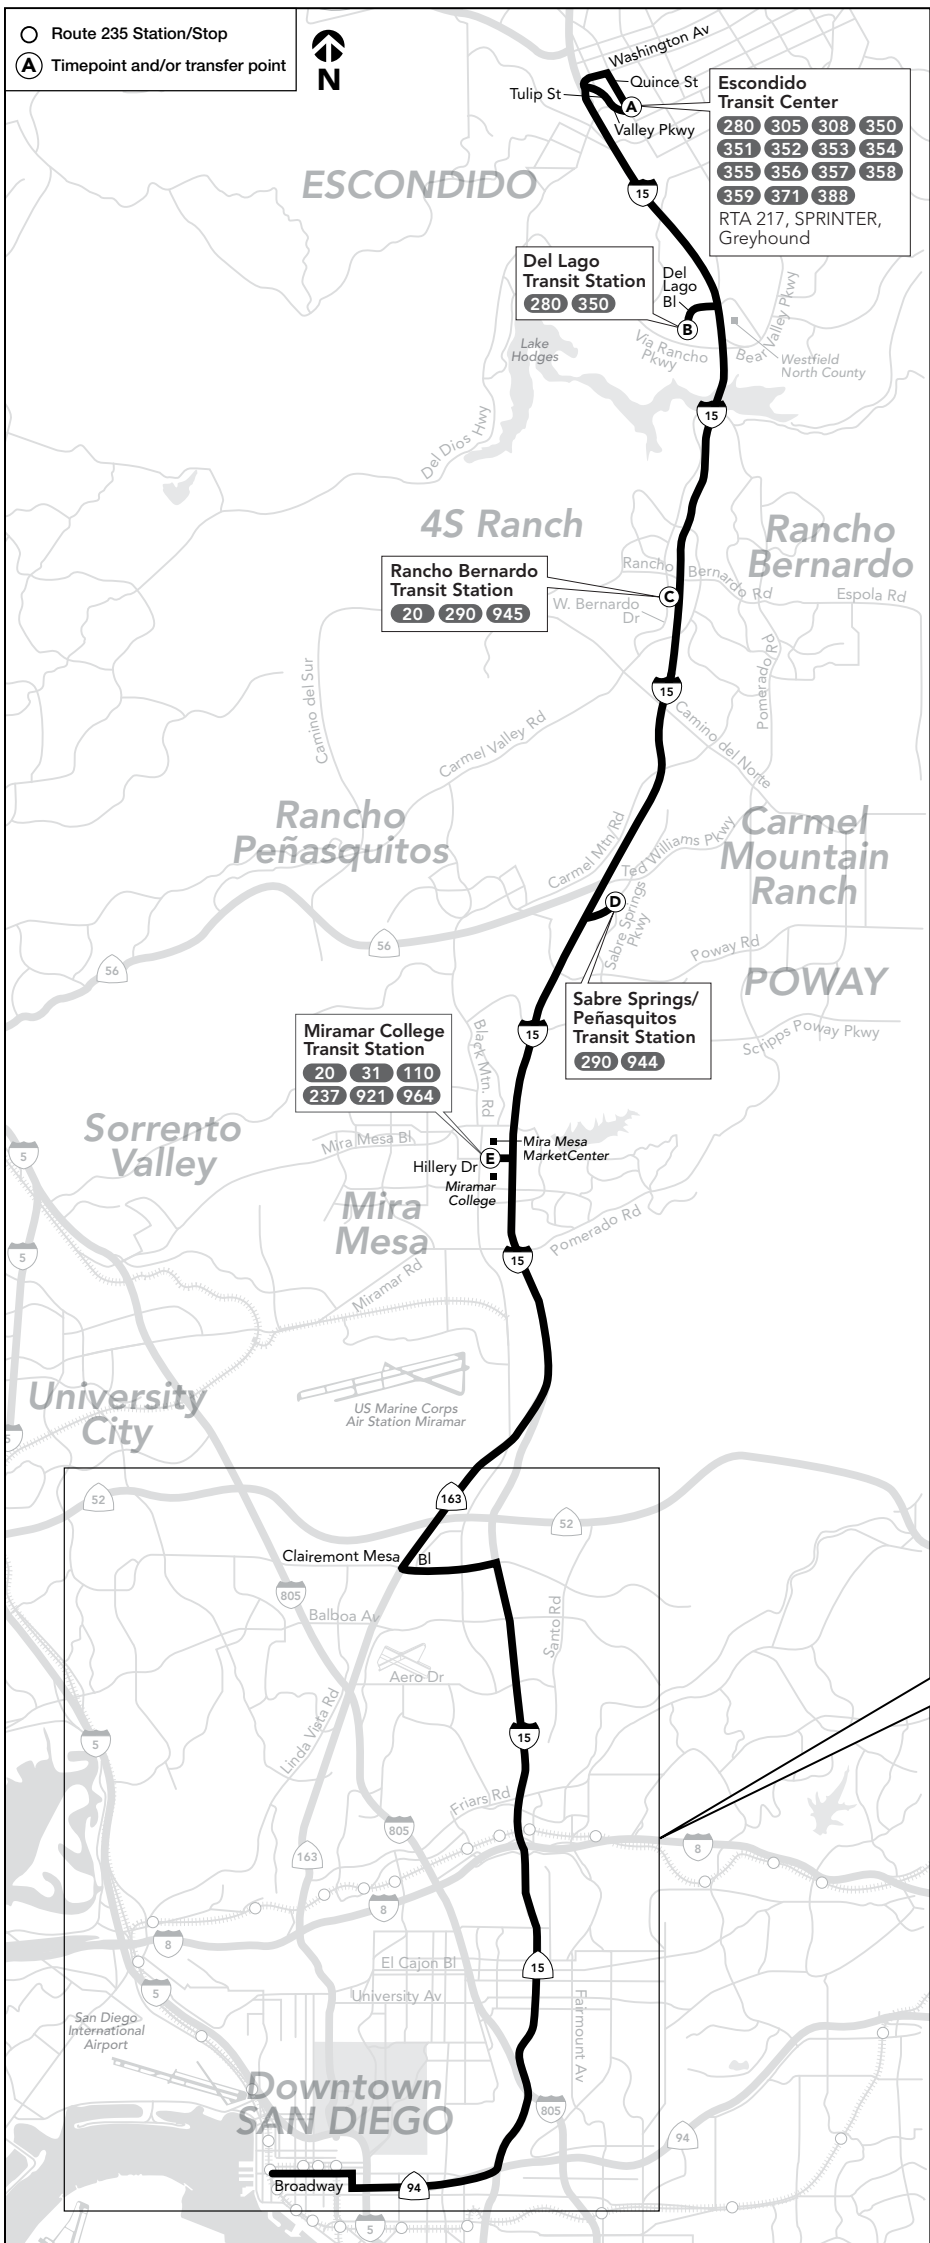 Route 235 Station/Stop
A Timepoint and/or transfer point
N
Washington Av
Quince St
Tulip St
A
Valley Pkwy
Escondido
Transit Center
280 305 308 350
351 352 353 354
355 356 357 358
359 371 388
RTA 217, SPRINTER,
Greyhound
ESCONDIDO
15
Del Lago
Transit Station
280 350
Del
Lago
Bl
B
Bear Valley Pkwy
Via Rancho
Pkwy
Westfield
North County
Lake
Hodges
15
Del Dios Hwy
4S Ranch
Rancho
Bernardo
Rancho Bernardo
Transit Station
20 290 945
Rancho Bernardo Rd
C
Espola Rd
W. Bernardo
Dr
Pomerado Rd
15
Camino del Sur
Carmel Valley Rd
Camino del Norte
Rancho
Peñasquitos
Carmel
Mountain
Ranch
Carmel Mtn Rd
Ted Williams Pkwy
D
Sabre Springs
Pkwy
56
56
Poway Rd
POWAY
Sabre Springs/
Peñasquitos
Transit Station
290 944
Scripps Poway Pkwy
15
Miramar College
Transit Station
20 31 110
237 921 964
Black Mtn. Rd
Sorrento
Valley
5
Mira Mesa Bl
Mira Mesa
MarketCenter
E
Hillery Dr
Miramar
College
Mira
Mesa
Pomerado Rd
5
15
Miramar Rd
University
City
US Marine Corps
Air Station Miramar
5
52
163
52
Clairemont Mesa Bl
805
Balboa Av
Santo Rd
Aero Dr
Linda Vista Rd
5
15
Friars Rd
805
163
8
8
8
El Cajon Bl
15
University Av
Fairmount Av
5
San Diego
International
Airport
Downtown
SAN DIEGO
805
94
Broadway
94
5